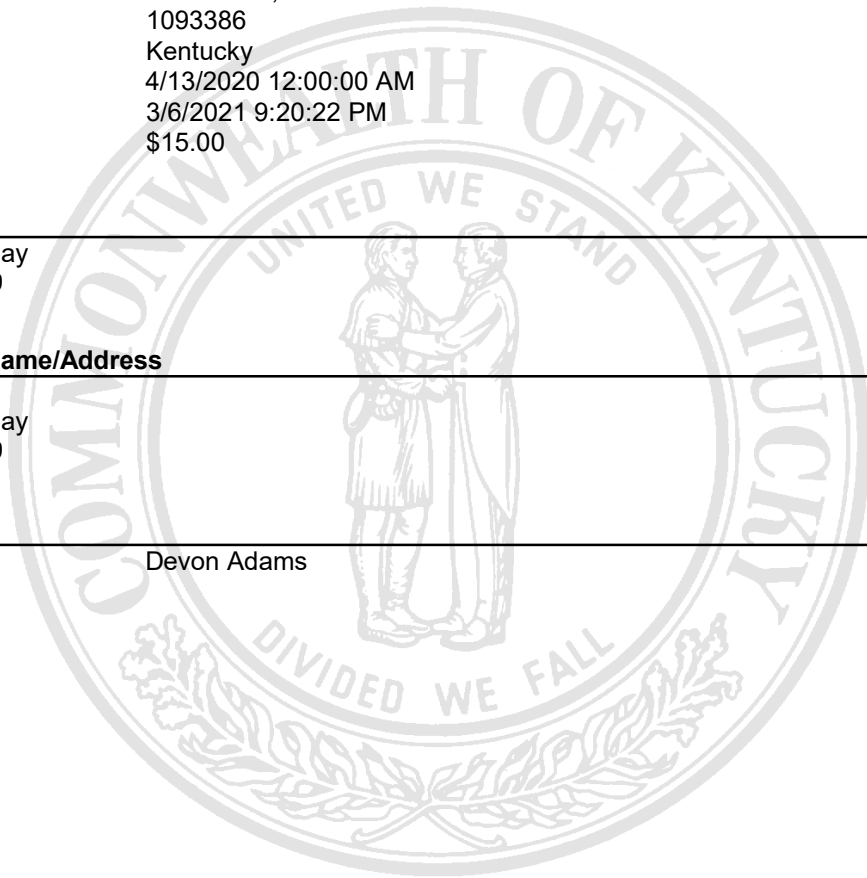 1093386
Kentucky
4/13/2020 12:00:00 AM
3/6/2021 9:20:22 PM
$15.00
COMMONWEALTH OF KENTUCKY
UNITED WE STAND
ay
ame/Address
ay
Devon Adams
DIVIDED WE FALL